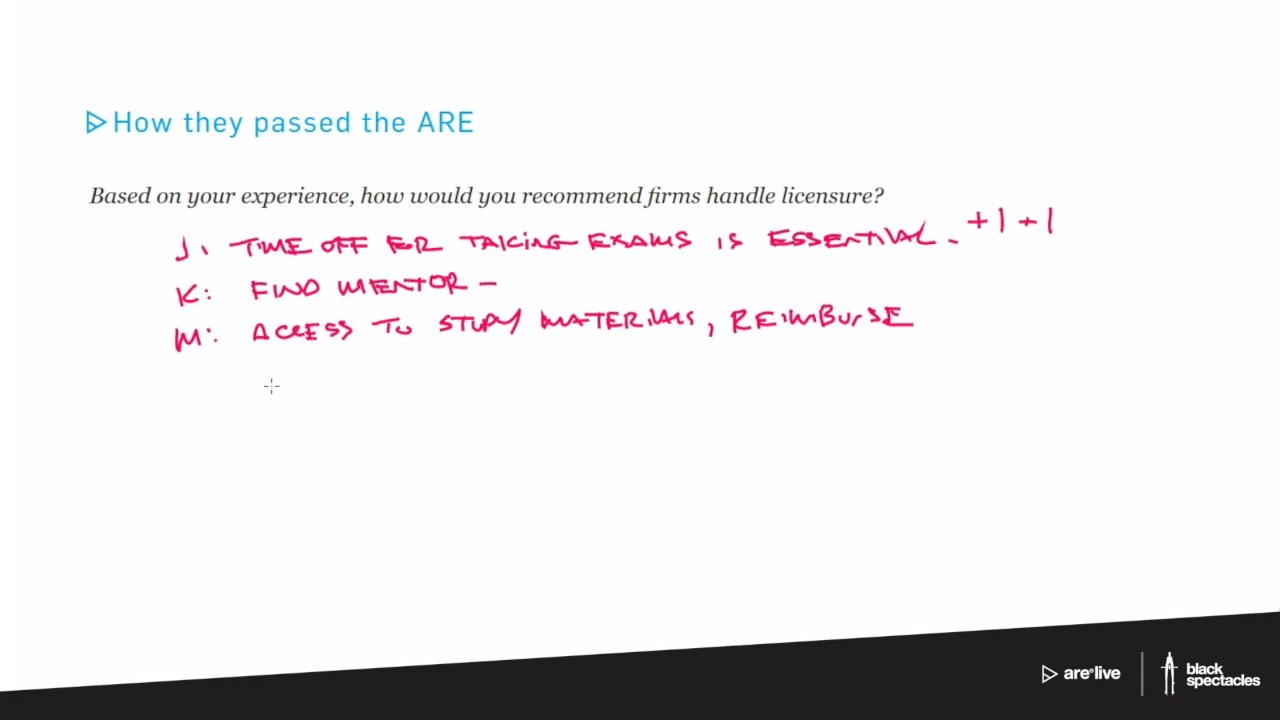 How they passed the ARE
Based on your experience, how would you recommend firms handle licensure?
J: TIME OFF FOR TAKING EXAMS IS ESSENTIAL. +1 +1
K: FIND MENTOR -
M: ACCESS TO STUDY MATERIALS, REIMBURSE
are®live
black
spectacles